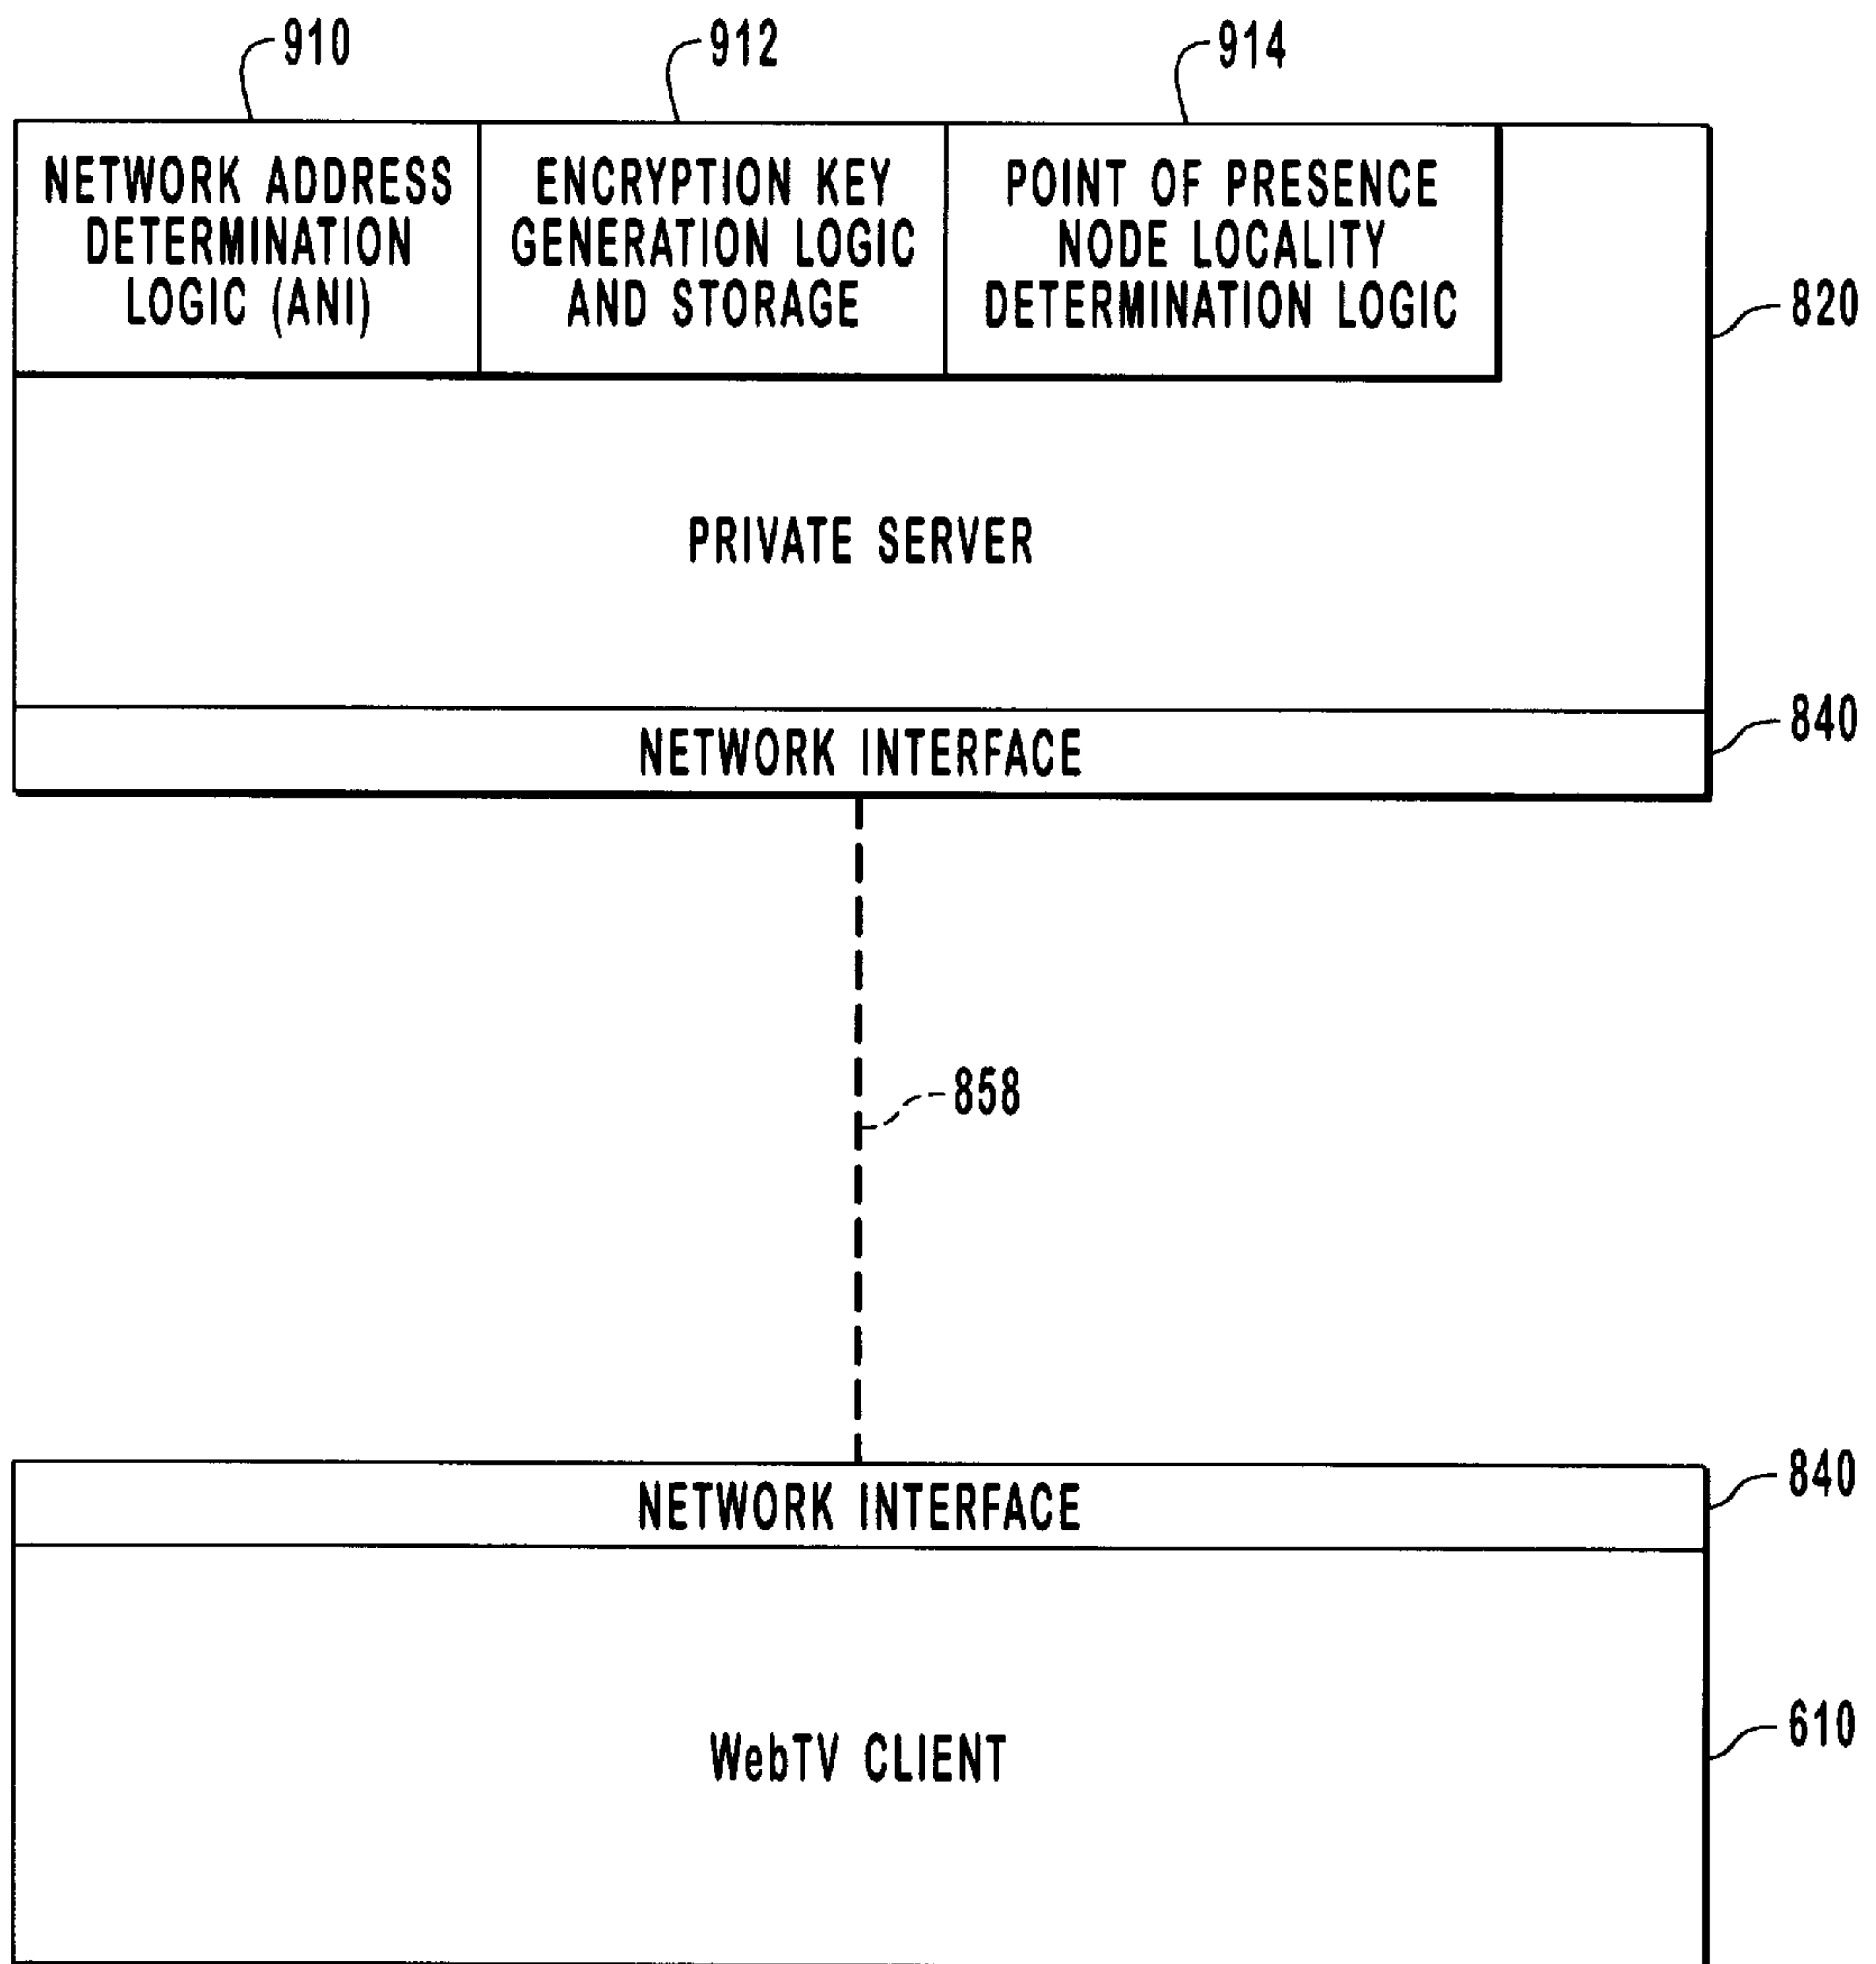 910
912
914
NETWORK ADDRESS
DETERMINATION
LOGIC (ANI)
ENCRYPTION KEY
GENERATION LOGIC
AND STORAGE
POINT OF PRESENCE
NODE LOCALITY
DETERMINATION LOGIC
820
PRIVATE SERVER
840
NETWORK INTERFACE
858
840
NETWORK INTERFACE
610
WebTV CLIENT